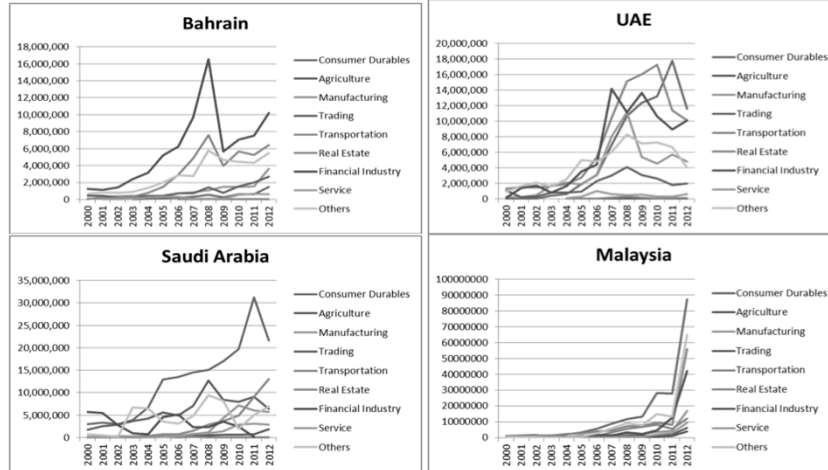 Bahrain
18,000,000
16,000,000
14,000,000
12,000,000
10,000,000
8,000,000
6,000,000
4,000,000
2,000,000
0
2000 2001 2002 2003 2004 2005 2006 2007 2008 2009 2010 2011 2012
Consumer Durables
Agriculture
Manufacturing
Trading
Transportation
Real Estate
Financial Industry
Service
Others
UAE
20,000,000
18,000,000
16,000,000
14,000,000
12,000,000
10,000,000
8,000,000
6,000,000
4,000,000
2,000,000
0
2000 2001 2002 2003 2004 2005 2006 2007 2008 2009 2010 2011 2012
Consumer Durables
Agriculture
Manufacturing
Trading
Transportation
Real Estate
Financial Industry
Service
Others
Saudi Arabia
35,000,000
30,000,000
25,000,000
20,000,000
15,000,000
10,000,000
5,000,000
0
2000 2001 2002 2003 2004 2005 2006 2007 2008 2009 2010 2011 2012
Consumer Durables
Agriculture
Manufacturing
Trading
Transportation
Real Estate
Financial Industry
Service
Others
Malaysia
100000000
90000000
80000000
70000000
60000000
50000000
40000000
30000000
20000000
10000000
0
2000 2001 2002 2003 2004 2005 2006 2007 2008 2009 2010 2011 2012
Consumer Durables
Agriculture
Manufacturing
Trading
Transportation
Real Estate
Financial Industry
Service
Others